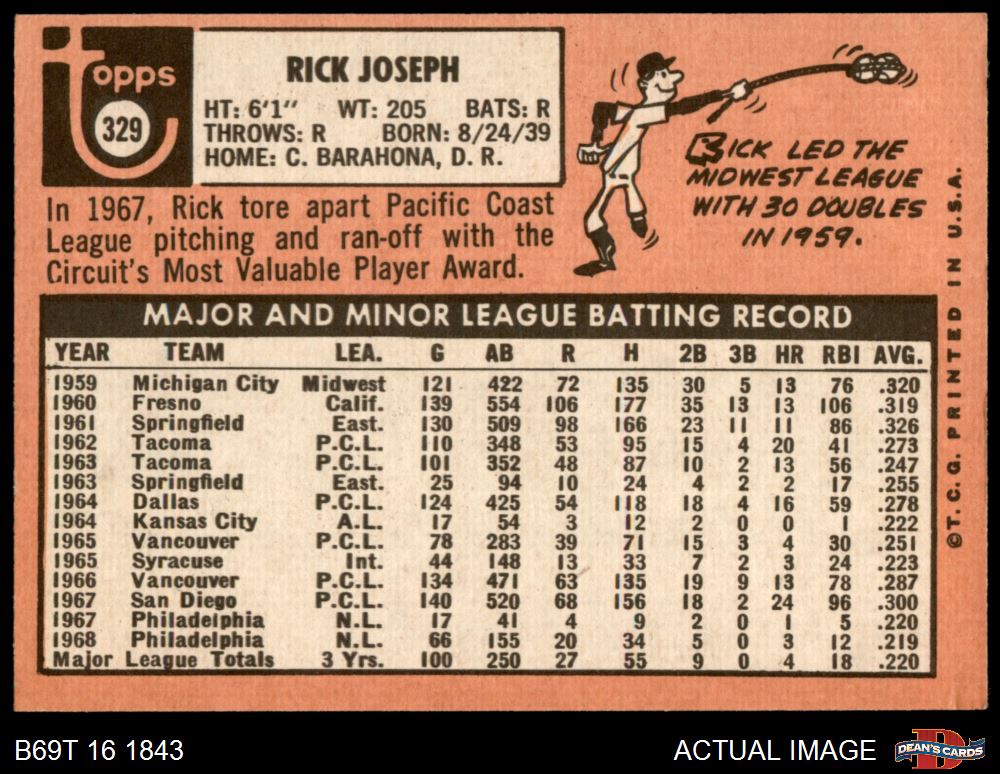 topps
329
RICK JOSEPH
HT: 6'1" WT: 205 BATS: R
THROWS: R BORN: 8/24/39
HOME: C. BARAHONA, D. R.
RICK LED THE
MIDWEST LEAGUE
WITH 30 DOUBLES
IN 1959.
In 1967, Rick tore apart Pacific Coast
League pitching and ran-off with the
Circuit's Most Valuable Player Award.
MAJOR AND MINOR LEAGUE BATTING RECORD
YEAR TEAM LEA. G AB R H 2B 3B HR RBI AVG.
1959 Michigan City Midwest 121 422 72 135 30 5 13 76 .320
1960 Fresno Calif. 139 554 106 177 35 13 13 106 .319
1961 Springfield East. 130 509 98 166 23 11 11 86 .326
1962 Tacoma P.C.L. 110 348 53 95 15 4 20 41 .273
1963 Tacoma P.C.L. 101 352 48 87 10 2 13 56 .247
1963 Springfield East. 25 94 10 24 4 2 2 17 .255
1964 Dallas P.C.L. 124 425 54 118 18 4 16 59 .278
1964 Kansas City A.L. 17 54 3 12 2 0 0 1 .222
1965 Vancouver P.C.L. 78 283 39 71 15 3 4 30 .251
1965 Syracuse Int. 44 148 13 33 7 2 3 24 .223
1966 Vancouver P.C.L. 134 471 63 135 19 9 13 78 .287
1967 San Diego P.C.L. 140 520 68 156 18 2 24 96 .300
1967 Philadelphia N.L. 17 41 4 9 2 0 1 5 .220
1968 Philadelphia N.L. 66 155 20 34 5 0 3 12 .219
Major League Totals 3 Yrs. 100 250 27 55 9 0 4 18 .220
©T. C. G. PRINTED IN U.S.A.
B69T 16 1843
ACTUAL IMAGE
D
DEAN'S CARDS